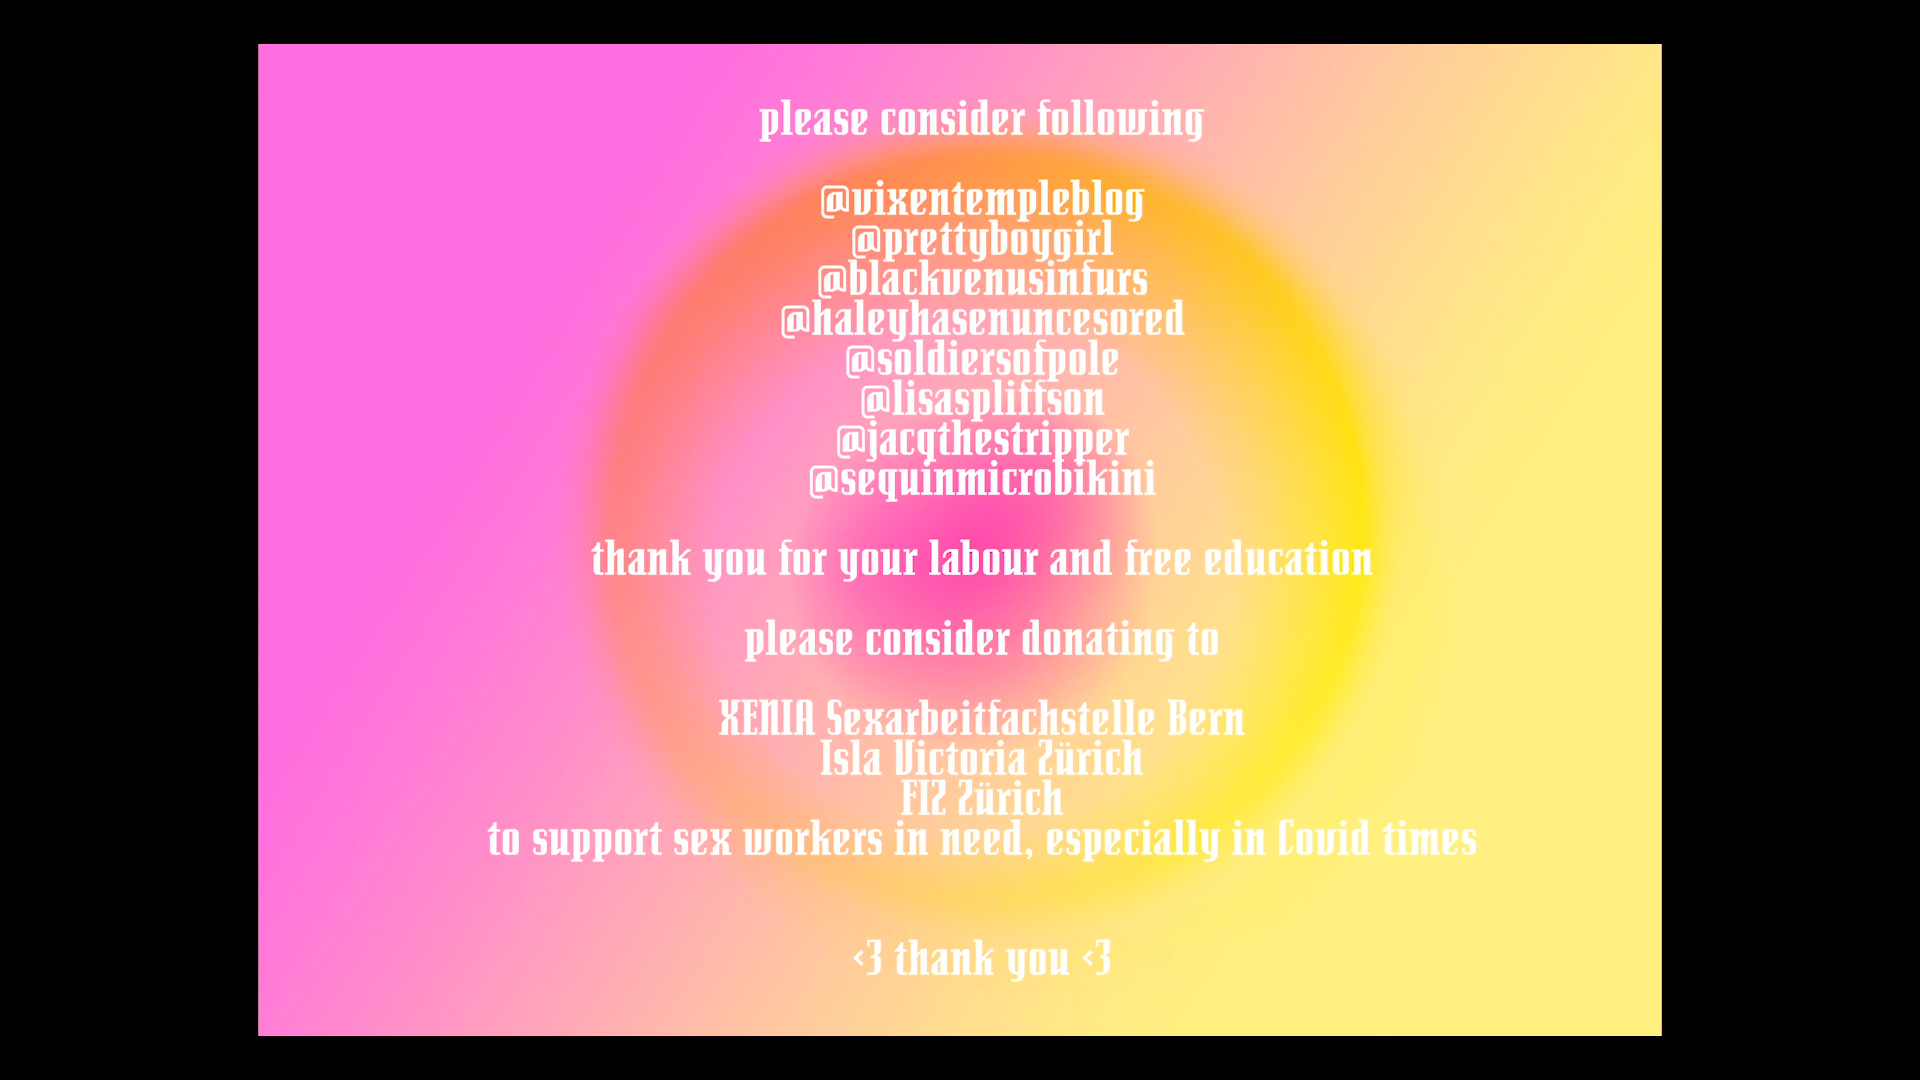 please consider following
@vixentempleblog
@prettyboygirl
@blackvenusinfurs
@haleyhasenuncesored
@soldiersofpole
@lisaspliffson
@jacqthestripper
@sequinmicrobikini
thank you for your labour and free education
please consider donating to
XENIA Sexarbeitfachstelle Bern
Isla Victoria Zürich
FIZ Zürich
to support sex workers in need, especially in Covid times
<3 thank you <3